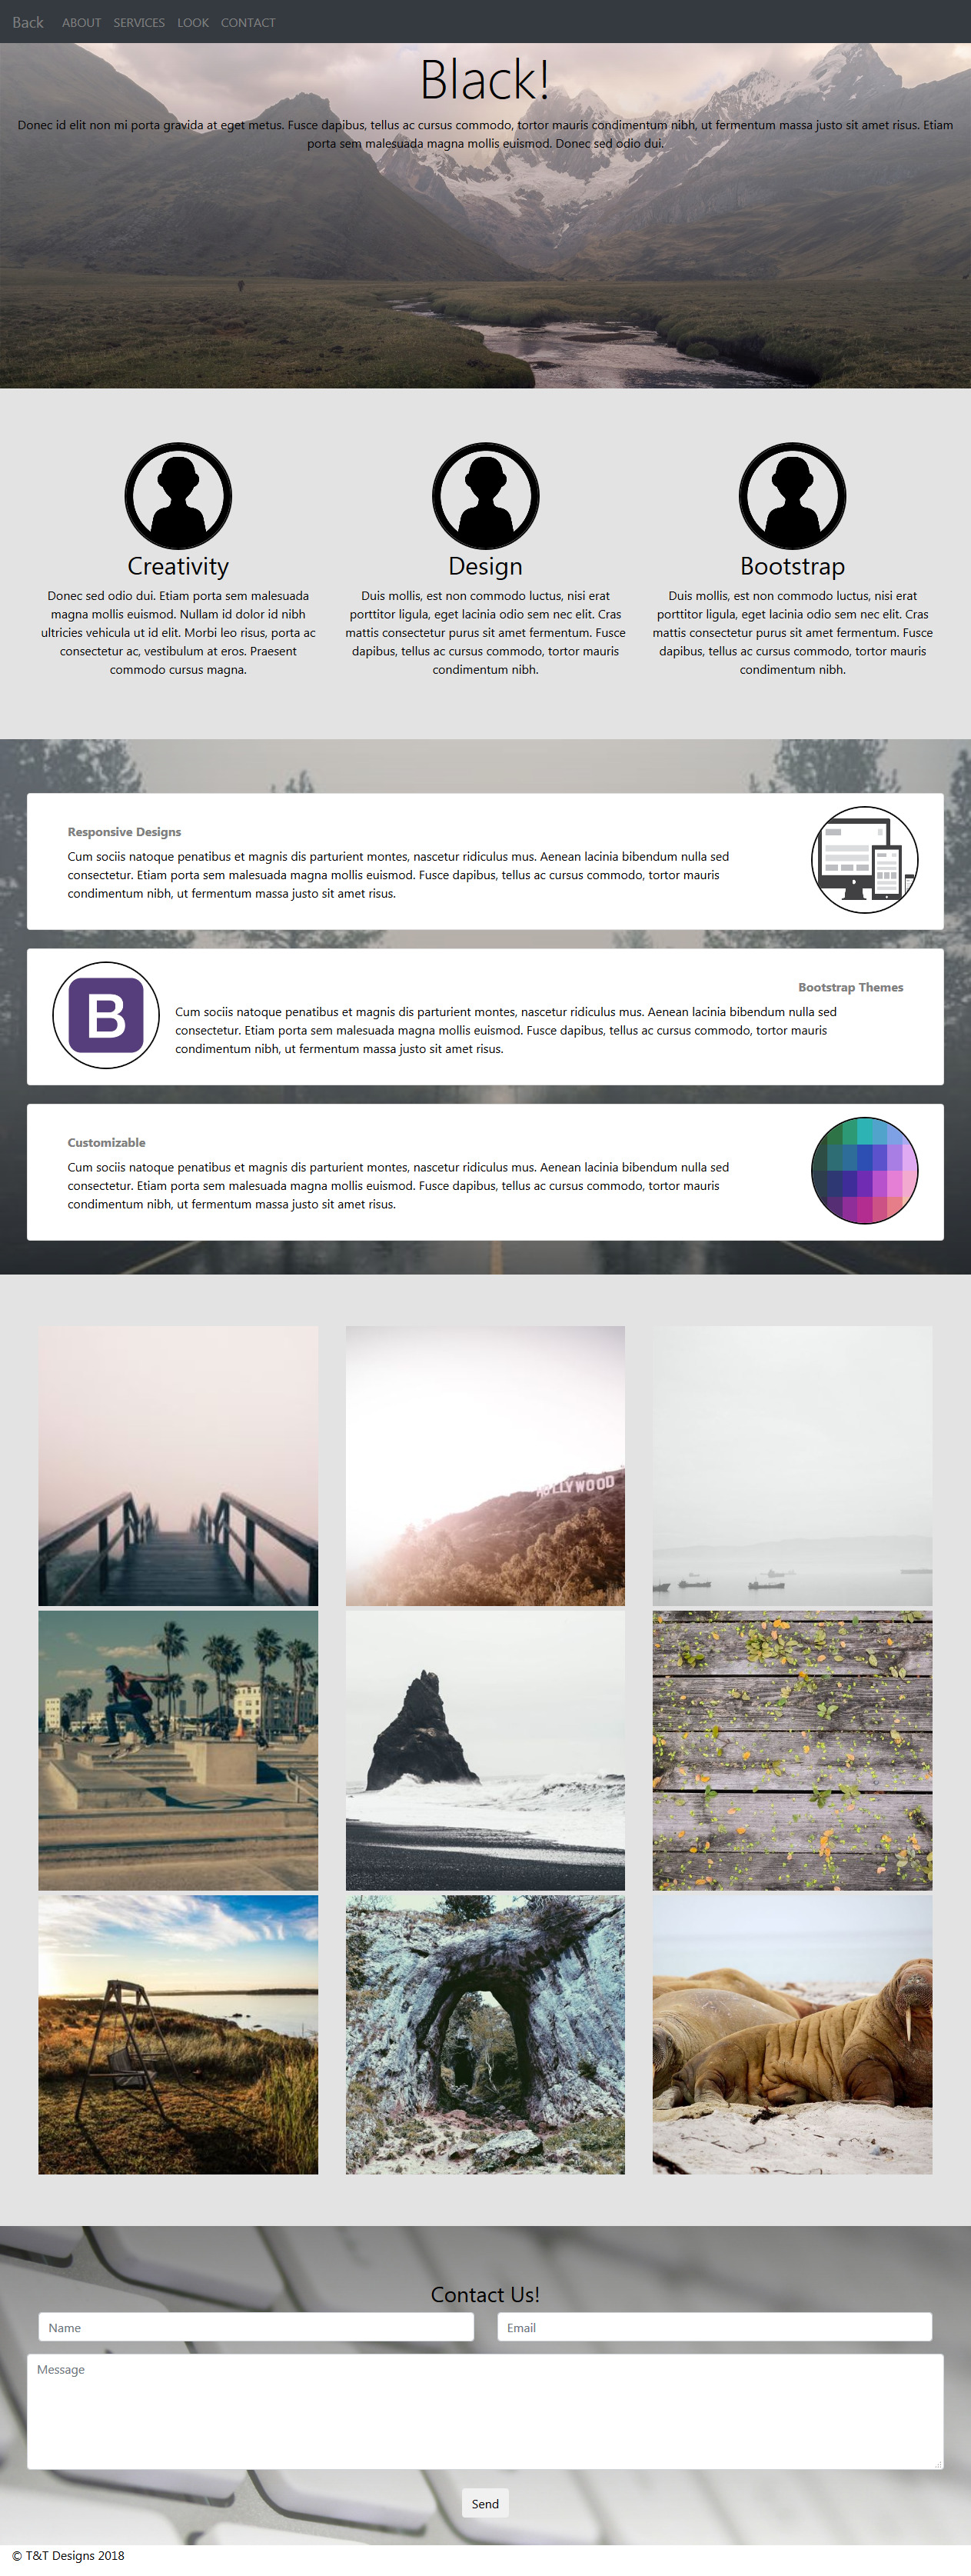 Back ABOUT SERVICES LOOK CONTACT
Black!
Donec id elit non mi porta gravida at eget metus. Fusce dapibus, tellus ac cursus commodo, tortor mauris condimentum nibh, ut fermentum massa justo sit amet risus. Etiam
porta sem malesuada magna mollis euismod. Donec sed odio dui.
Creativity
Donec sed odio dui. Etiam porta sem malesuada
magna mollis euismod. Nullam id dolor id nibh
ultricies vehicula ut id elit. Morbi leo risus, porta ac
consectetur ac, vestibulum at eros. Praesent
commodo cursus magna.
Design
Duis mollis, est non commodo luctus, nisi erat
porttitor ligula, eget lacinia odio sem nec elit. Cras
mattis consectetur purus sit amet fermentum. Fusce
dapibus, tellus ac cursus commodo, tortor mauris
condimentum nibh.
Bootstrap
Duis mollis, est non commodo luctus, nisi erat
porttitor ligula, eget lacinia odio sem nec elit. Cras
mattis consectetur purus sit amet fermentum. Fusce
dapibus, tellus ac cursus commodo, tortor mauris
condimentum nibh.
Responsive Designs
Cum sociis natoque penatibus et magnis dis parturient montes, nascetur ridiculus mus. Aenean lacinia bibendum nulla sed
consectetur. Etiam porta sem malesuada magna mollis euismod. Fusce dapibus, tellus ac cursus commodo, tortor mauris
condimentum nibh, ut fermentum massa justo sit amet risus.
B
Bootstrap Themes
Cum sociis natoque penatibus et magnis dis parturient montes, nascetur ridiculus mus. Aenean lacinia bibendum nulla sed
consectetur. Etiam porta sem malesuada magna mollis euismod. Fusce dapibus, tellus ac cursus commodo, tortor mauris
condimentum nibh, ut fermentum massa justo sit amet risus.
Customizable
Cum sociis natoque penatibus et magnis dis parturient montes, nascetur ridiculus mus. Aenean lacinia bibendum nulla sed
consectetur. Etiam porta sem malesuada magna mollis euismod. Fusce dapibus, tellus ac cursus commodo, tortor mauris
condimentum nibh, ut fermentum massa justo sit amet risus.
HOLLYWOOD
Contact Us!
Name
Email
Message
Send
© T&T Designs 2018